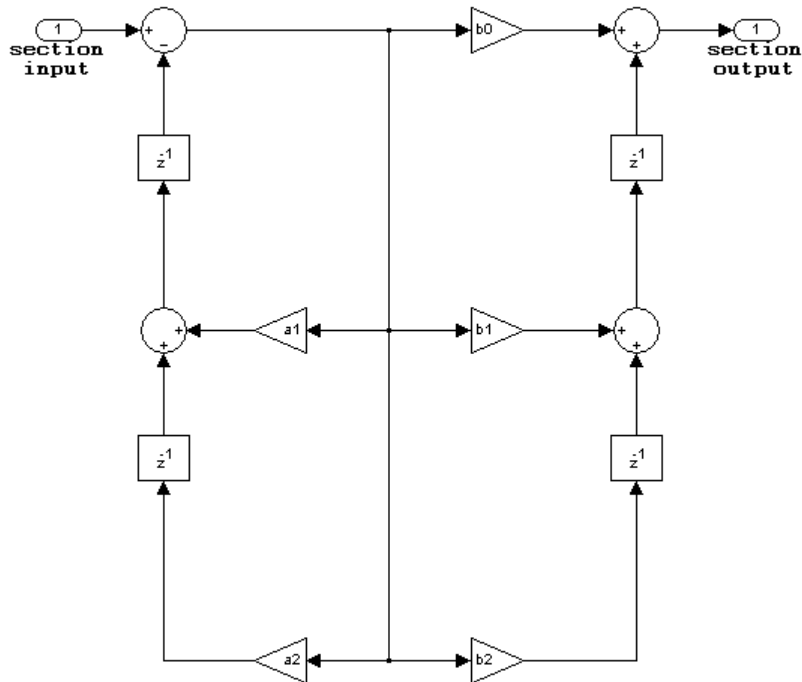 1
section
input
+
−
b0
+
+
1
section
output
z-1
z-1
+
+
a1
b1
+
+
z-1
z-1
a2
b2